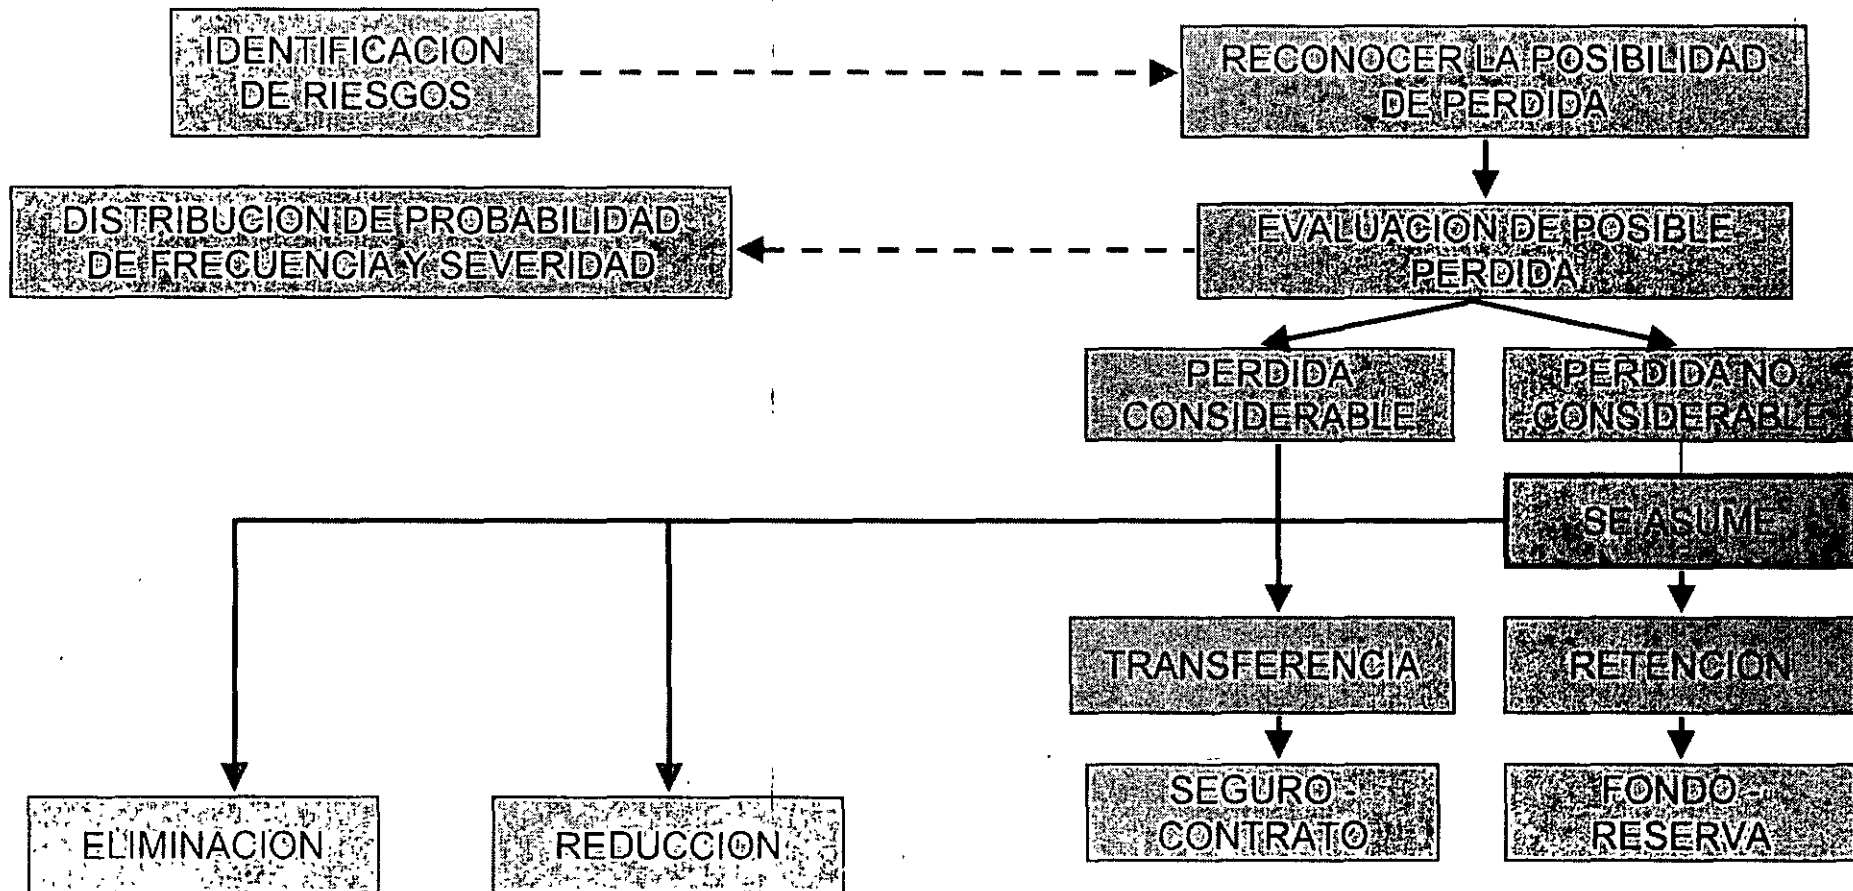 IDENTIFICACION
DE RIESGOS
RECONOCER LA POSIBILIDAD
DE PERDIDA
DISTRIBUCION DE PROBABILIDAD
DE FRECUENCIA Y SEVERIDAD
EVALUACION DE POSIBLE
PERDIDA
PERDIDA
CONSIDERABLE
PERDIDA NO
CONSIDERABLE
SE ASUME
TRANSFERENCIA
RETENCION
SEGURO -
CONTRATO
FONDO -
RESERVA
ELIMINACION
REDUCCION